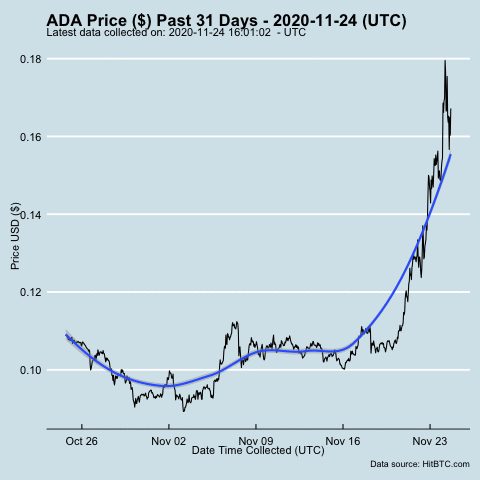 ADA Price ($) Past 31 Days - 2020-11-24 (UTC)
Latest data collected on: 2020-11-24 16:01:02 - UTC
0.18
0.16
0.14
0.12
0.10
Price USD ($)
Oct 26 Nov 02 Nov 09 Nov 16 Nov 23
Date Time Collected (UTC)
Data source: HitBTC.com